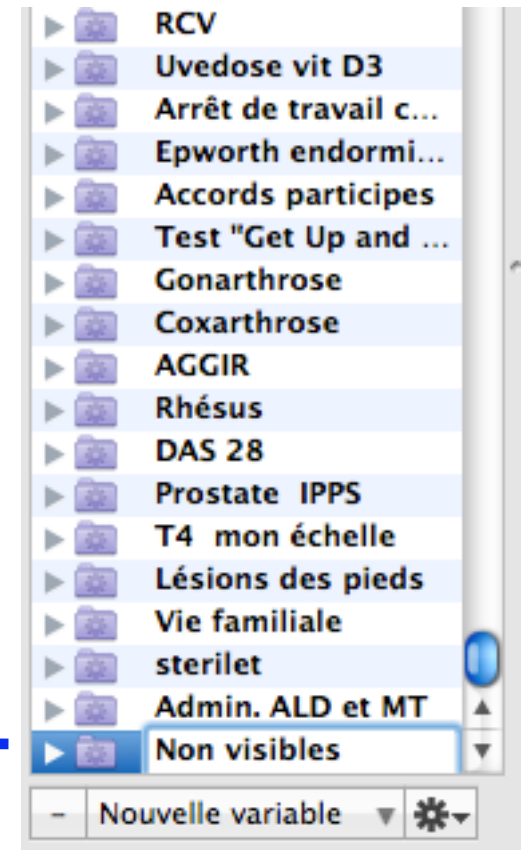 RCV
Uvedose vit D3
Arrêt de travail c...
Epworth endormi...
Accords participes
Test "Get Up and ...
Gonarthrose
Coxarthrose
AGGIR
Rhésus
DAS 28
Prostate  IPPS
T4  mon échelle
Lésions des pieds
Vie familiale
sterilet
Admin. ALD et MT
Non visibles
- Nouvelle variable